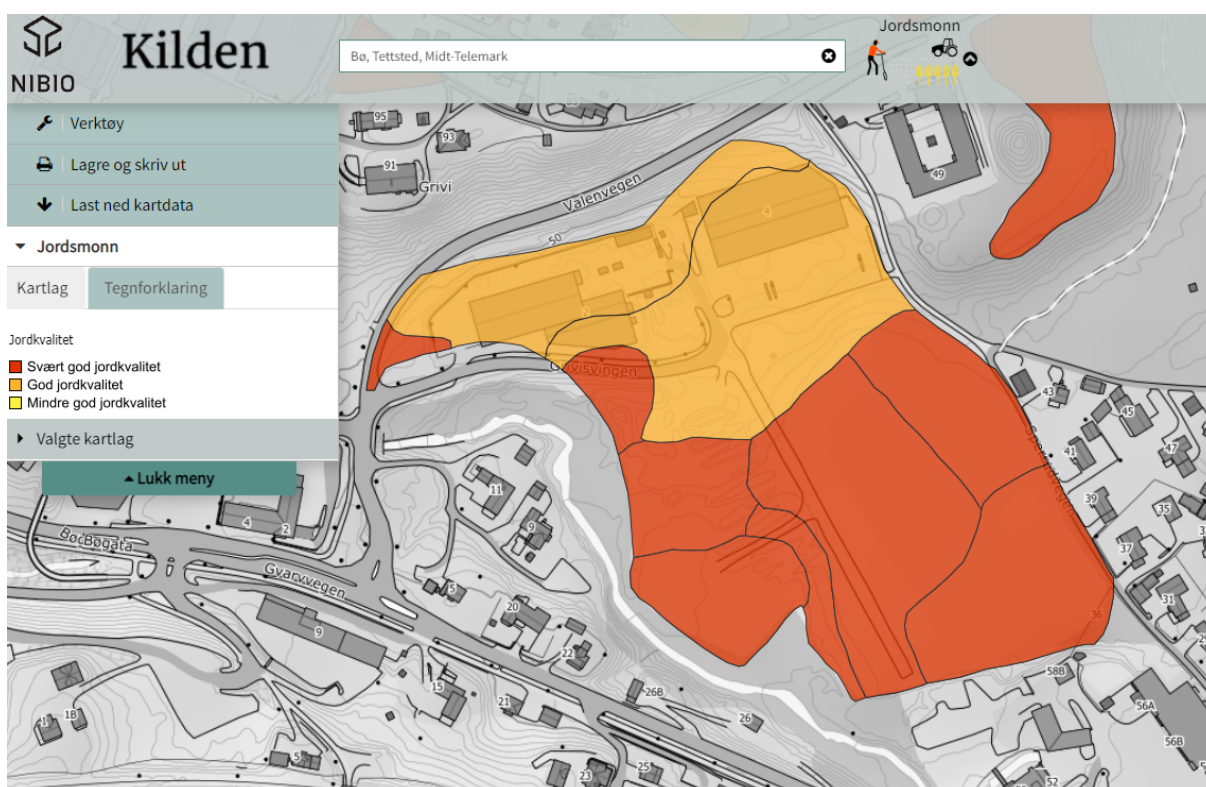 NIBIO
Kilden
Bø, Tettsted, Midt-Telemark
Jordsmonn
Verktøy
Lagre og skriv ut
Last ned kartdata
Jordsmonn
Kartlag
Tegnforklaring
Jordkvalitet
Svært god jordkvalitet
God jordkvalitet
Mindre god jordkvalitet
Valgte kartlag
Lukk meny
95
93
91
Grivi
Valenvegen
50
4
49
2
Grivisvingen
43
45
47
41
39
35
37
31
36
11
9
4
2
Bøgata
Gvarvvegen
5
20
9
22
15
21
26B
26
58B
56A
56B
52
1
1B
5
23
25